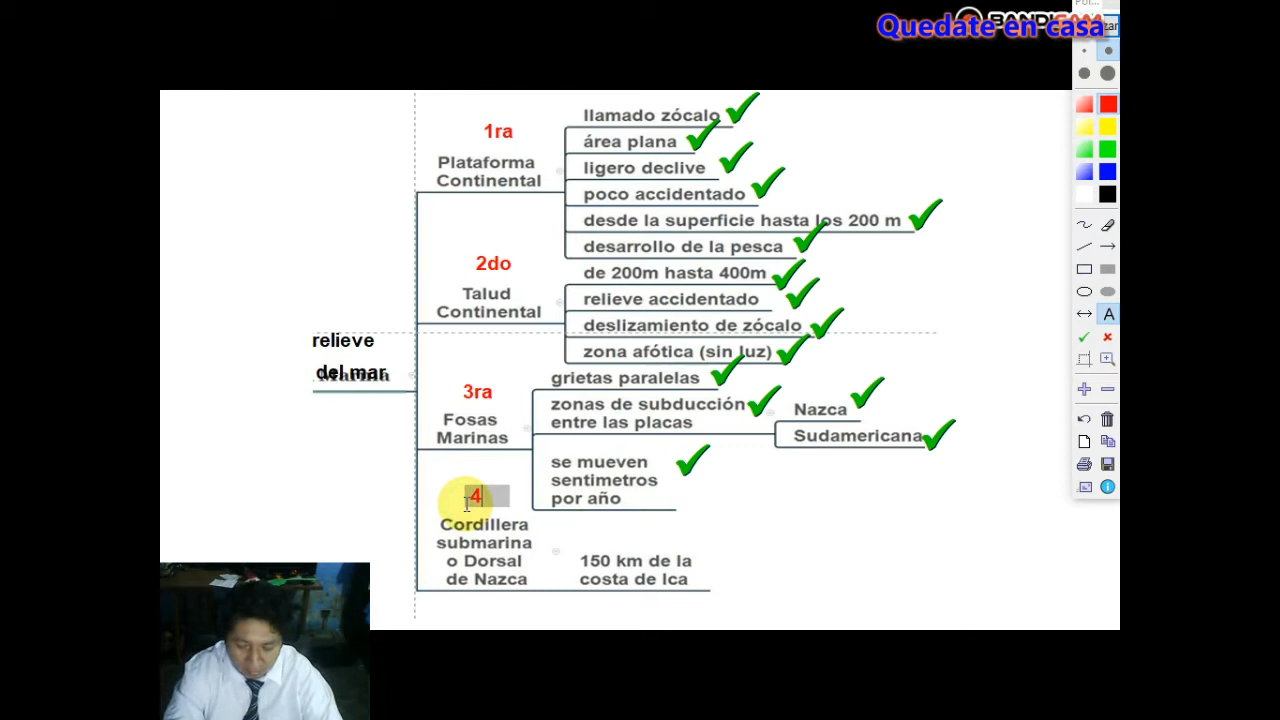 Quedate en casa
1ra
Plataforma
Continental
llamado zócalo
área plana
ligero declive
poco accidentado
desde la superficie hasta los 200 m
desarrollo de la pesca
2do
Talud
Continental
de 200m hasta 400m
relieve accidentado
deslizamiento de zócalo
zona afótica (sin luz)
relieve
del mar
3ra
Fosas
Marinas
grietas paralelas
zonas de subducción
entre las placas
Nazca
Sudamericana
se mueven
sentimetros
por año
4
Cordillera
submarina
o Dorsal
de Nazca
150 km de la
costa de Ica
A